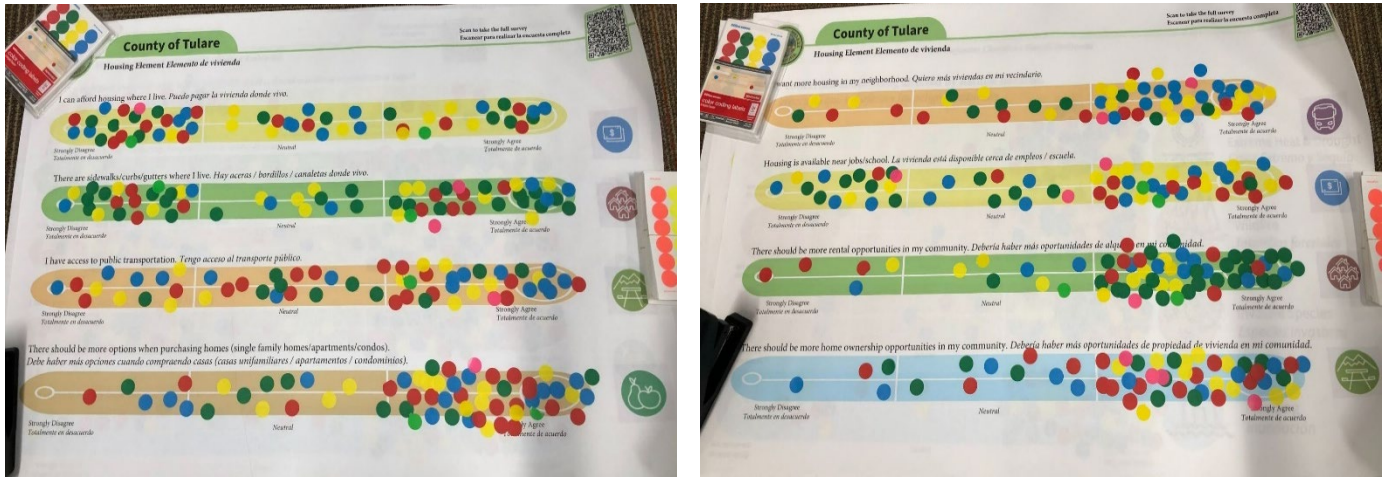 County of Tulare
Scan to take the full survey
Escanear para realizar la encuesta completa
Housing Element Elemento de vivienda
I can afford housing where I live. Puedo pagar la vivienda donde vivo.
Strongly Disagree
Totalmente en desacuerdo
Neutral
Strongly Agree
Totalmente de acuerdo
There are sidewalks/curbs/gutters where I live. Hay aceras / bordillos / canaletas donde vivo.
Strongly Disagree
Totalmente en desacuerdo
Neutral
Strongly Agree
Totalmente de acuerdo
I have access to public transportation. Tengo acceso al transporte público.
Strongly Disagree
Totalmente en desacuerdo
Neutral
Strongly Agree
Totalmente de acuerdo
There should be more options when purchasing homes (single family homes/apartments/condos).
Debe haber más opciones cuando compraendo casas (casas unifamiliares / apartamentos / condominios).
Strongly Disagree
Totalmente en desacuerdo
Neutral
Agree
de acuerdo
County of Tulare
Scan to take the full survey
Escanear para realizar la encuesta completa
Housing Element Elemento de vivienda
color coding labels
want more housing in my neighborhood. Quiero más viviendas en mi vecindario.
Strongly Disagree
Totalmente en desacuerdo
Neutral
Strongly Agree
Totalmente de acuerdo
Housing is available near jobs/school. La vivienda está disponible cerca de empleos / escuela.
Strongly Disagree
Totalmente en desacuerdo
Neutral
Strongly Agree
Totalmente de acuerdo
There should be more rental opportunities in my community. Debería haber más oportunidades de en mi
Strongly Disagree
Totalmente en desacuerdo
Neutral
Strongly Agree
Totalmente de acuerdo
There should be more home ownership opportunities in my community. Debería haber más oportunidades de propiedad de vivienda en mi comunidad.
Strongly Disagree
Totalmente en desacuerdo
Neutral
Agree
Totalmente de acuerdo